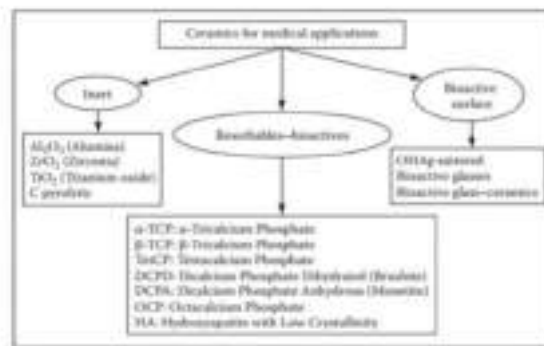 Ceramics for medical applications
Inert
Bioactive
surface
Resorbables–bioactives
Al₂O₃ (Alumina)
ZrO₂ (Zirconia)
TiO₂ (Titanium oxide)
C pyrolitic
OHAp-sintered
Bioactive glasses
Bioactive glass–ceramics
α-TCP: α-Tricalcium Phosphate
β-TCP: β-Tricalcium Phosphate
TetCP: Tetracalcium Phosphate
DCPD: Dicalcium Phosphate Dihydrated (Brushite)
DCPA: Dicalcium Phosphate Anhydrous (Monetite)
OCP: Octacalcium Phosphate
HA: Hydroxyapatite with Low Crystallinity